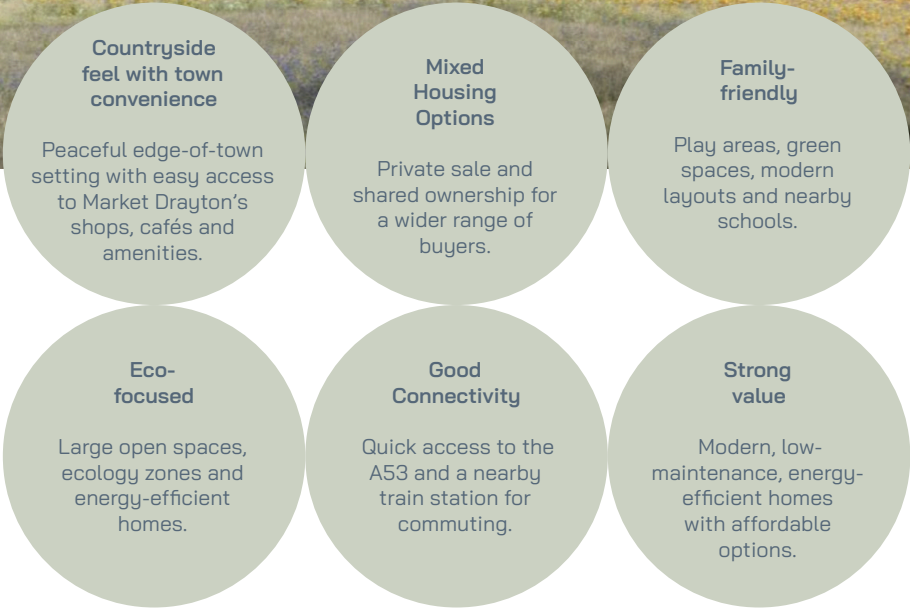 Countryside
feel with town
convenience
Peaceful edge-of-town
setting with easy access
to Market Drayton's
shops, cafés and
amenities.
Mixed
Housing
Options
Private sale and
shared ownership for
a wider range of
buyers.
Family-
friendly
Play areas, green
spaces, modern
layouts and nearby
schools.
Eco-
focused
Large open spaces,
ecology zones and
energy-efficient
homes.
Good
Connectivity
Quick access to the
A53 and a nearby
train station for
commuting.
Strong
value
Modern, low-
maintenance, energy-
efficient homes
with affordable
options.